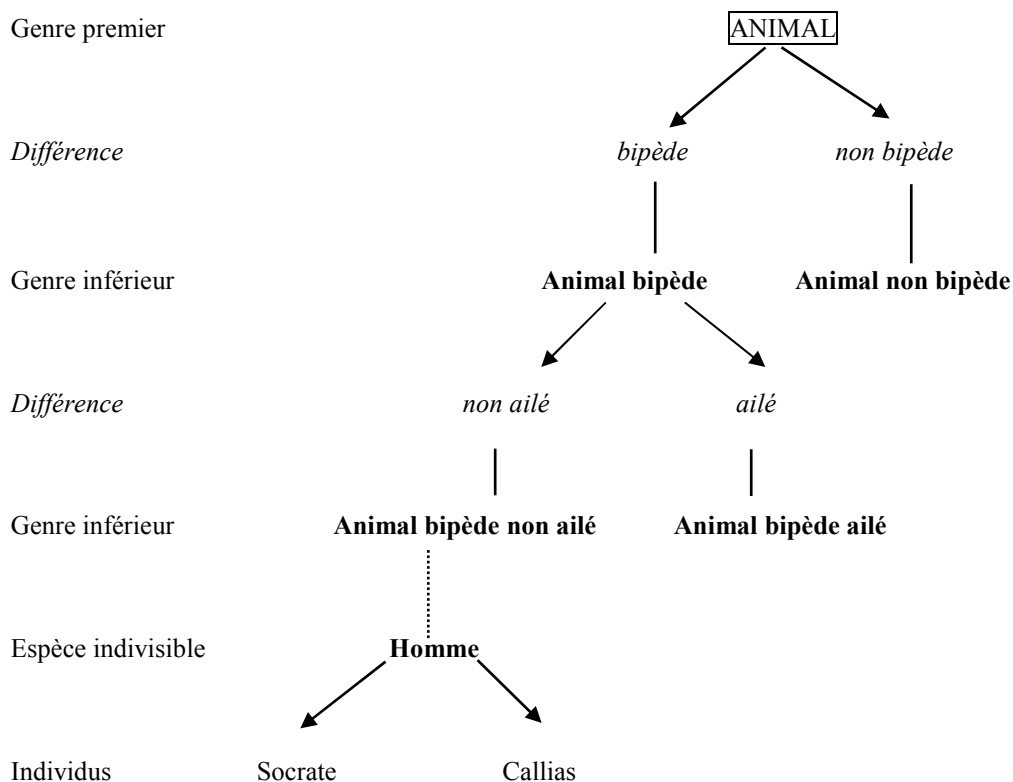 Genre premier ANIMAL
Différence bipède non bipède
Genre inférieur Animal bipède Animal non bipède
Différence non ailé ailé
Genre inférieur Animal bipède non ailé Animal bipède ailé
Espèce indivisible Homme
Individus Socrate Callias